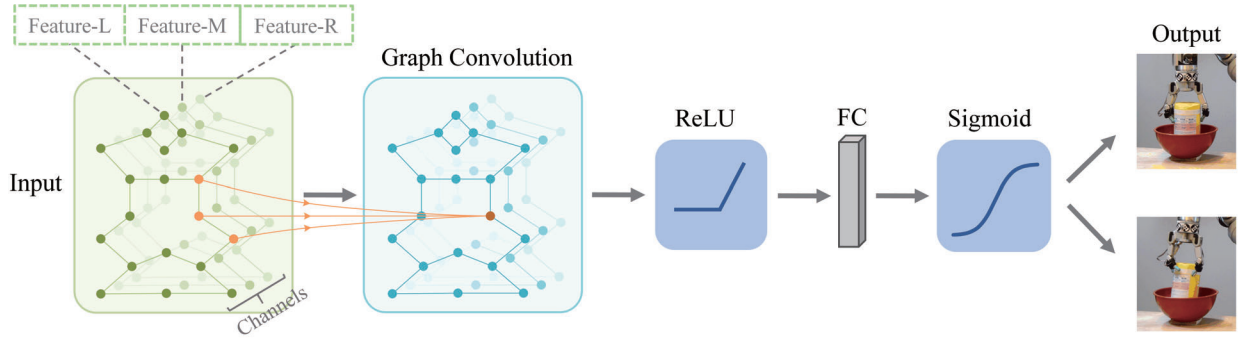 Feature-L Feature-M Feature-R
Graph Convolution
Output
ReLU
FC
Sigmoid
Input
Channels